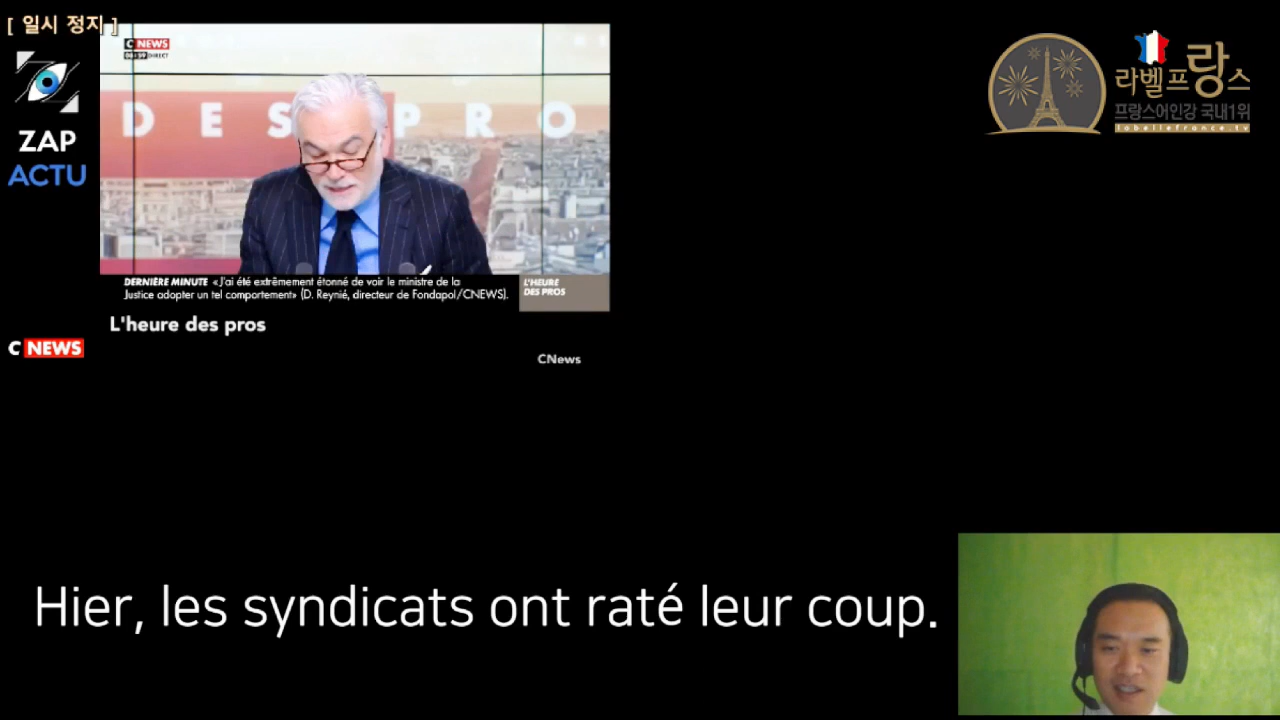 [ 일시 정지 ]
ZAP
ACTU
C NEWS
DIRECT
DES PRO
DERNIÈRE MINUTE «J'ai été extrêmement étonné de voir le ministre de la
Justice adopter un tel comportement» (D. Reynié, directeur de Fondapol/CNEWS).
L'HEURE
DES PROS
L'heure des pros
C NEWS
CNews
라벨프랑스
프랑스어인강 국내1위
labellefrance.tv
Hier, les syndicats ont raté leur coup.